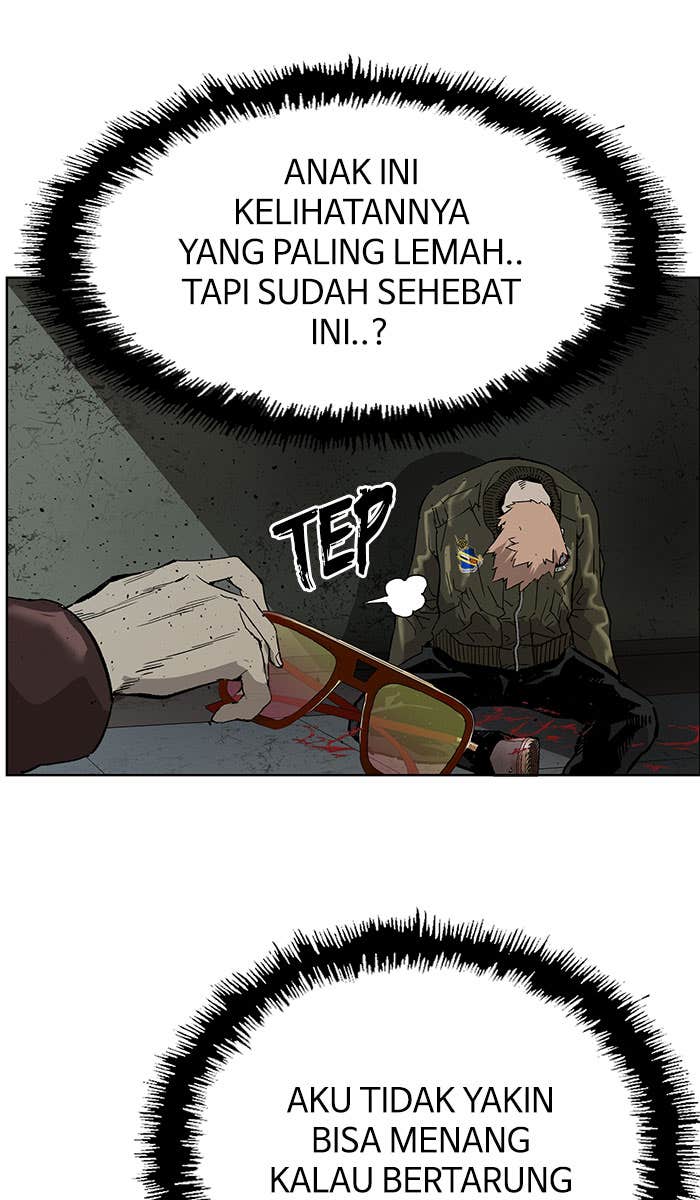 ANAK INI
KELIHATANNYA
YANG PALING LEMAH..
TAPI SUDAH SEHEBAT
INI..?
TEP
AKU TIDAK YAKIN
BISA MENANG
KALAU BERTARUNG